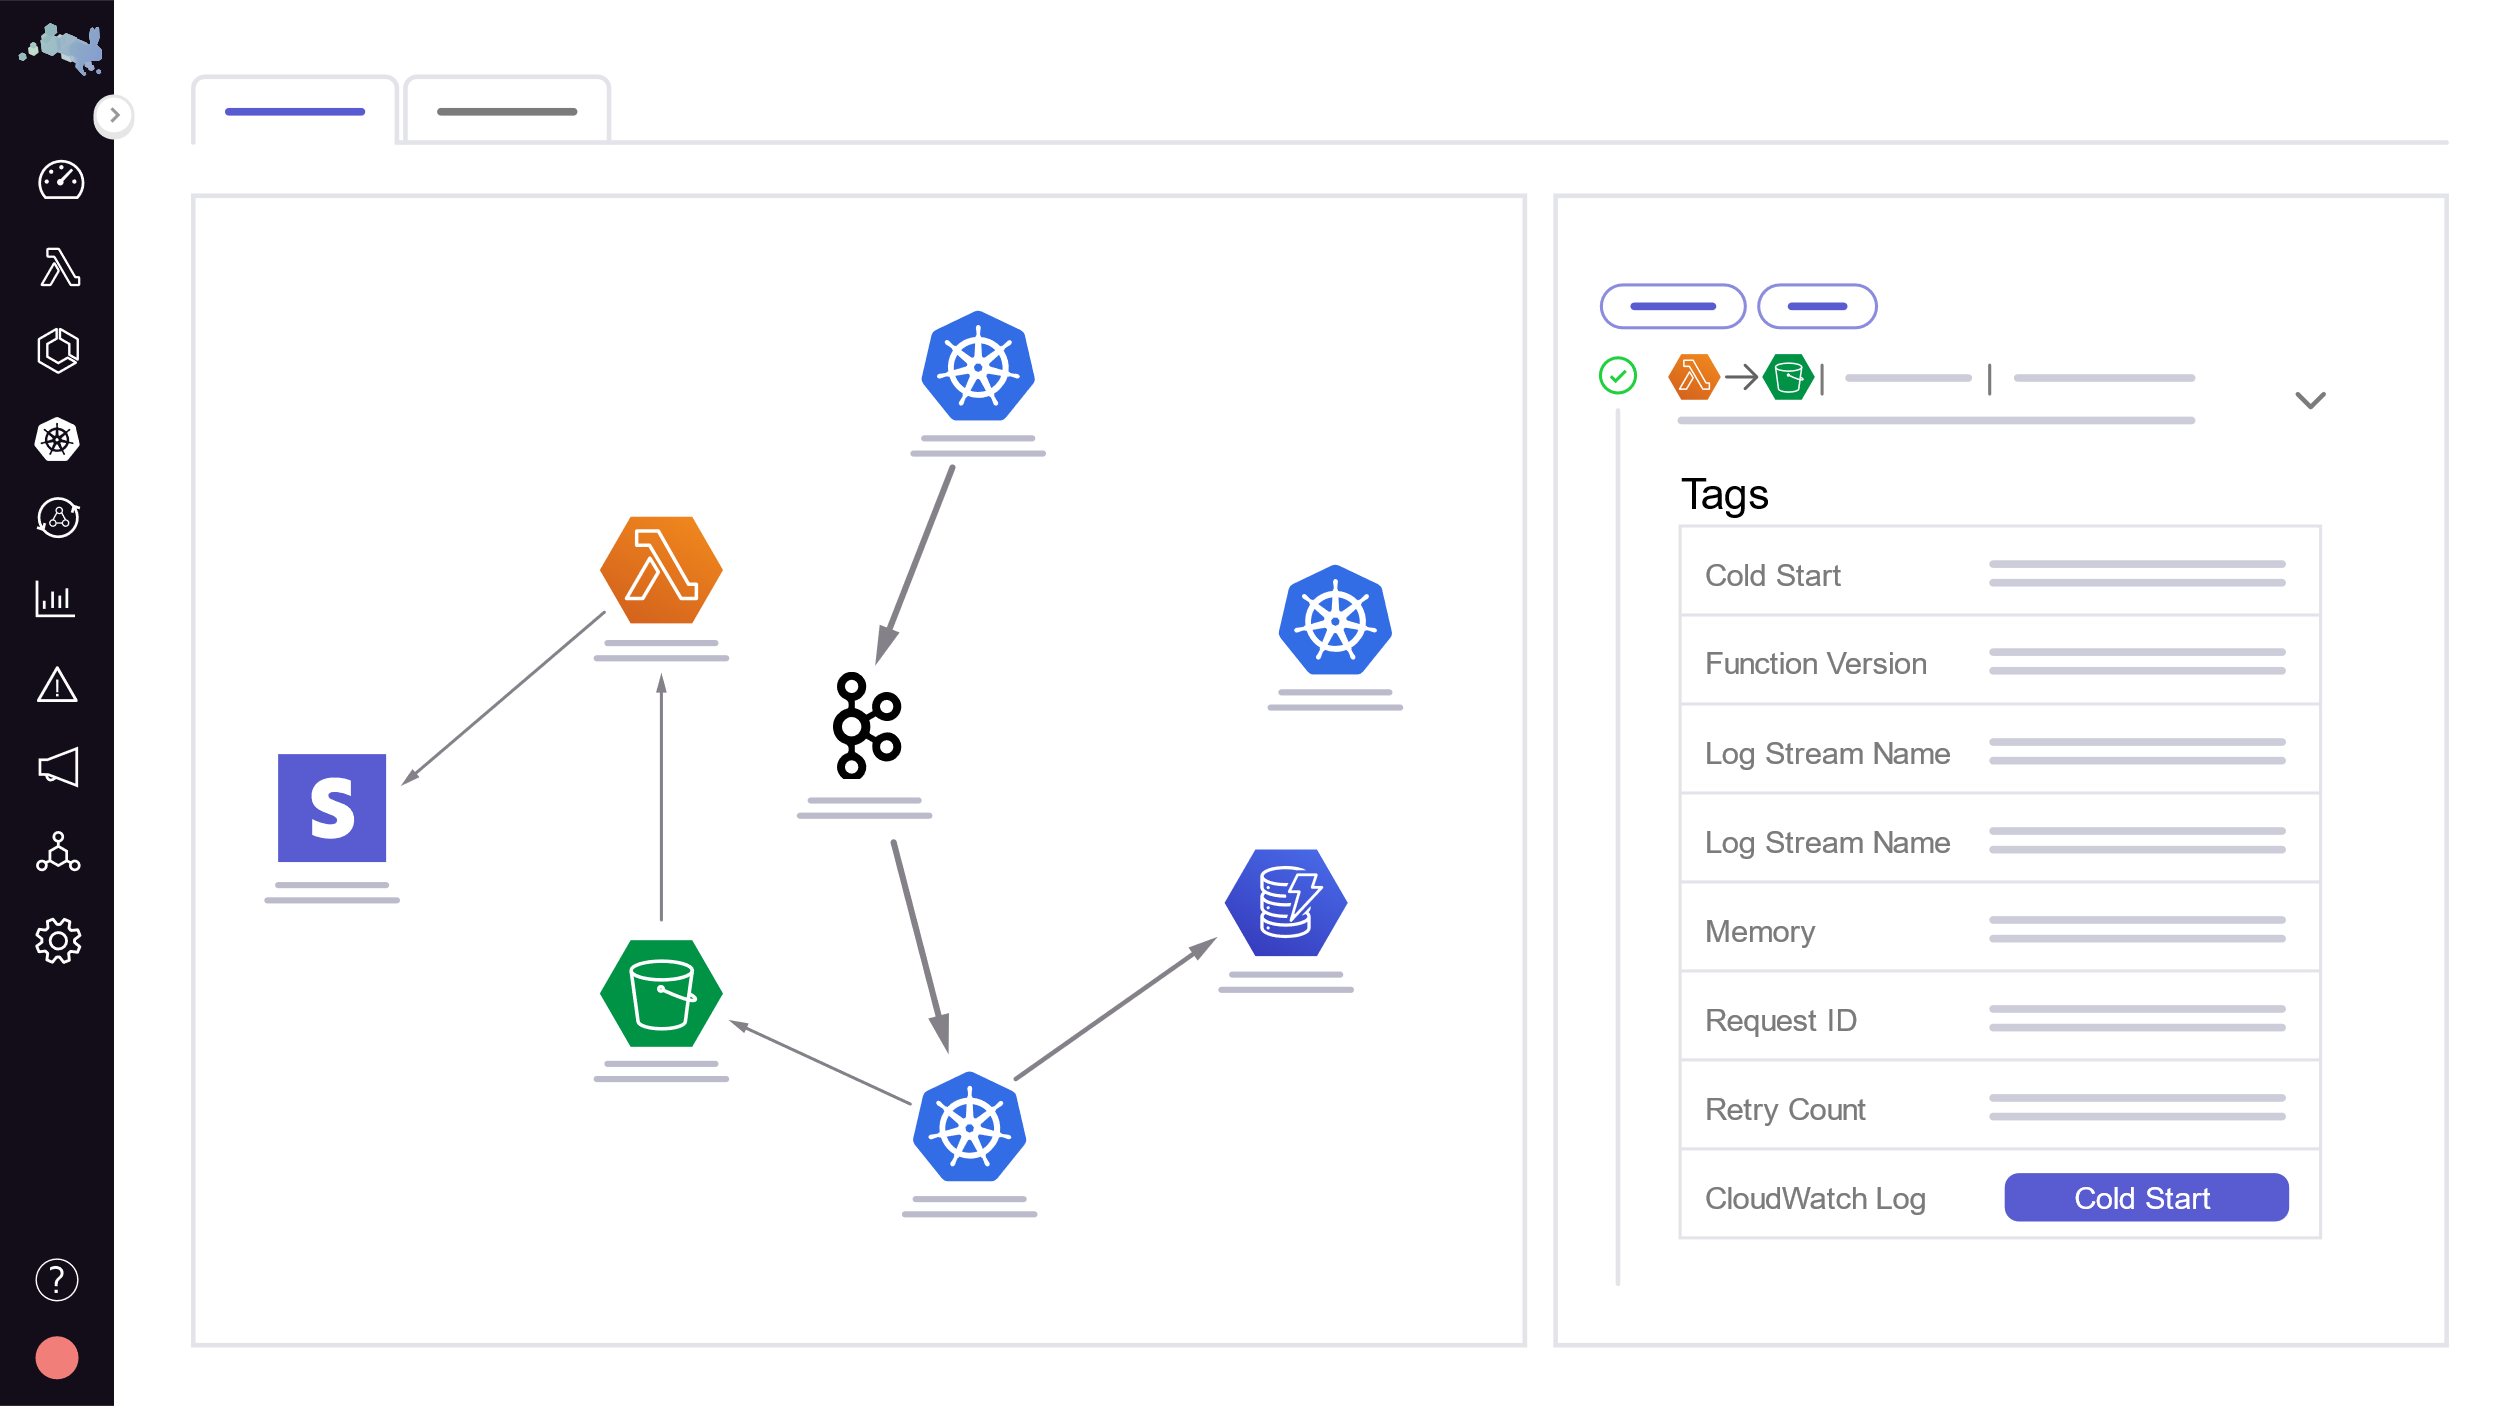 S
Tags
Cold Start
Function Version
Log Stream Name
Log Stream Name
Memory
Request ID
Retry Count
CloudWatch Log Cold Start
?